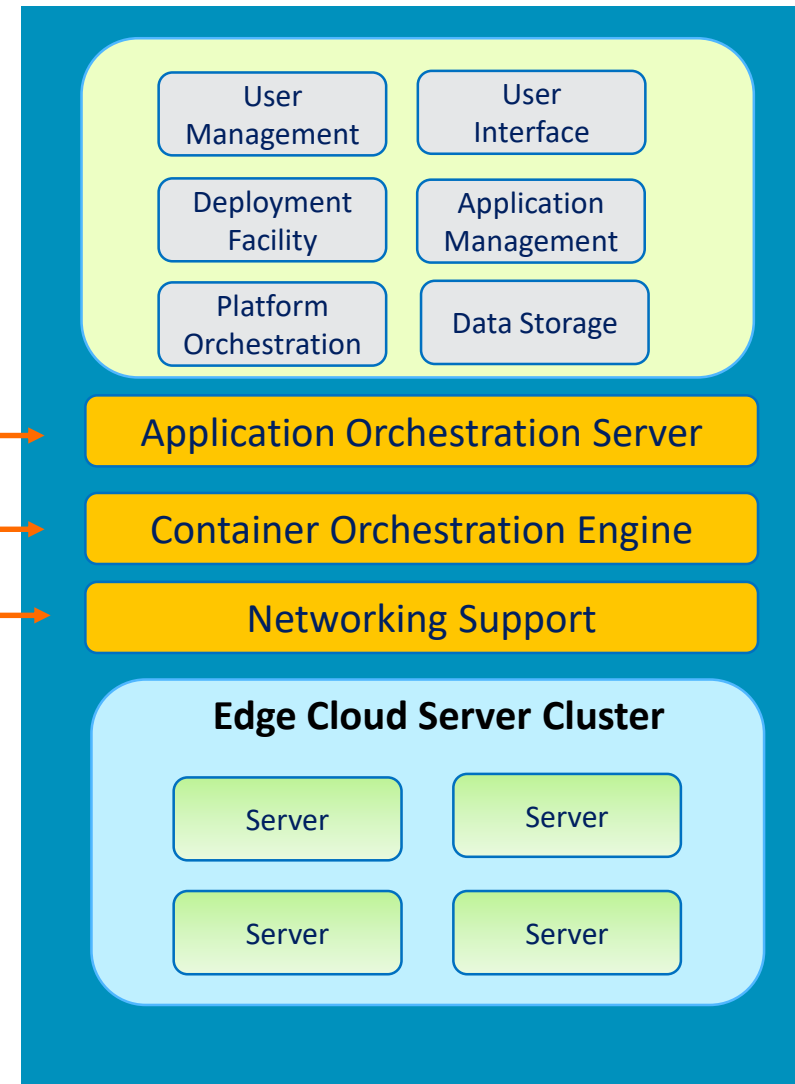 User
Management
User
Interface
Deployment
Facility
Application
Management
Platform
Orchestration
Data Storage
Application Orchestration Server
Container Orchestration Engine
Networking Support
Edge Cloud Server Cluster
Server
Server
Server
Server